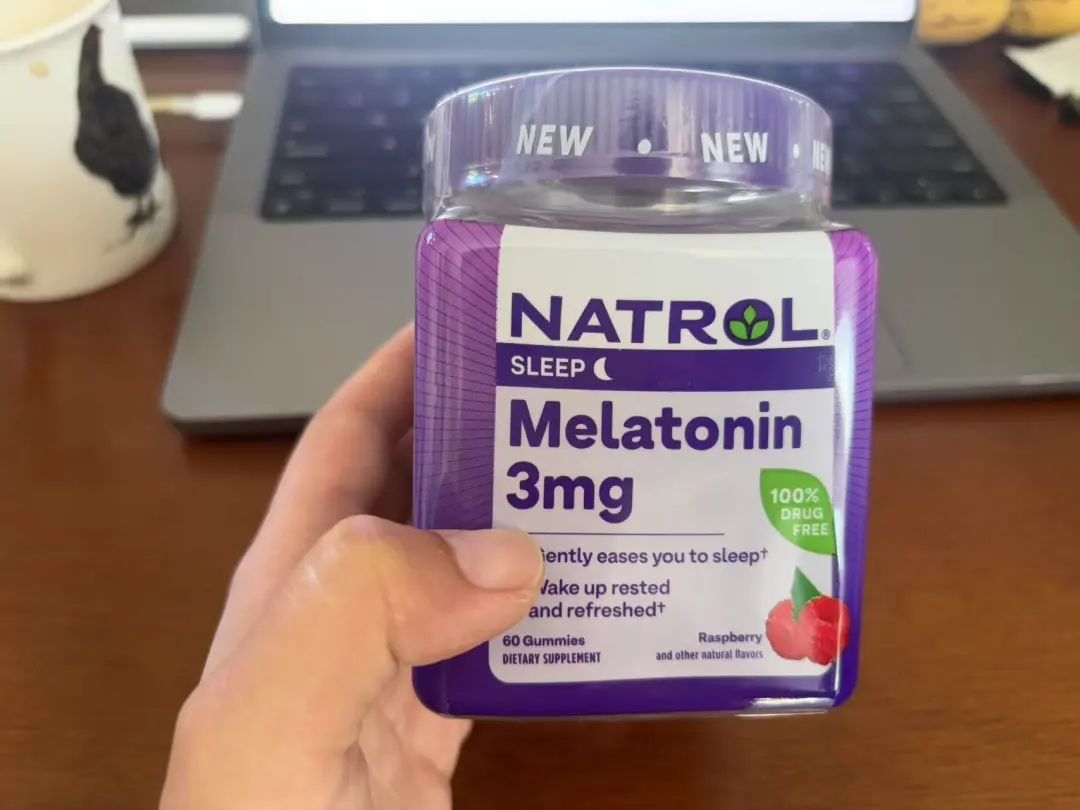 NEW • NEW •
NATROL®
SLEEP
Melatonin
3mg
100%
DRUG
FREE
ently eases you to sleep†
ake up rested
and refreshed†
60 Gummies
DIETARY SUPPLEMENT
Raspberry
and other natural flavors